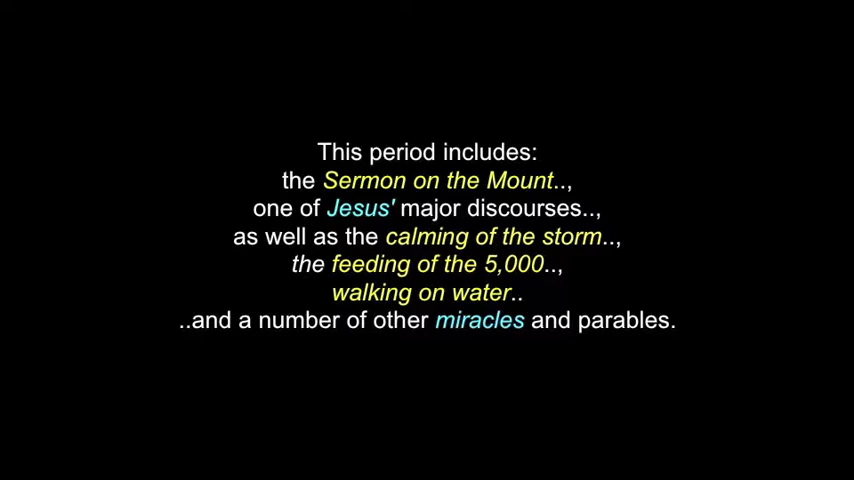 This period includes:
the Sermon on the Mount..,
one of Jesus' major discourses..,
as well as the calming of the storm..,
the feeding of the 5,000..,
walking on water..
..and a number of other miracles and parables.